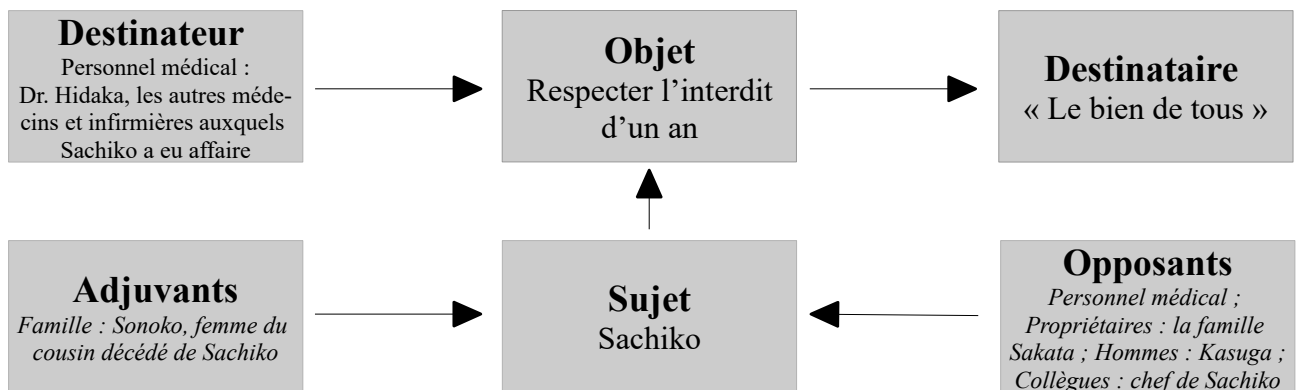 Destinateur
Personnel médical :
Dr. Hidaka, les autres méde-
cins et infirmières auxquels
Sachiko a eu affaire
Objet
Respecter l’interdit
d’un an
Destinataire
« Le bien de tous »
Adjuvants
Famille : Sonoko, femme du
cousin décédé de Sachiko
Sujet
Sachiko
Opposants
Personnel médical ;
Propriétaires : la famille
Sakata ; Hommes : Kasuga ;
Collègues : chef de Sachiko